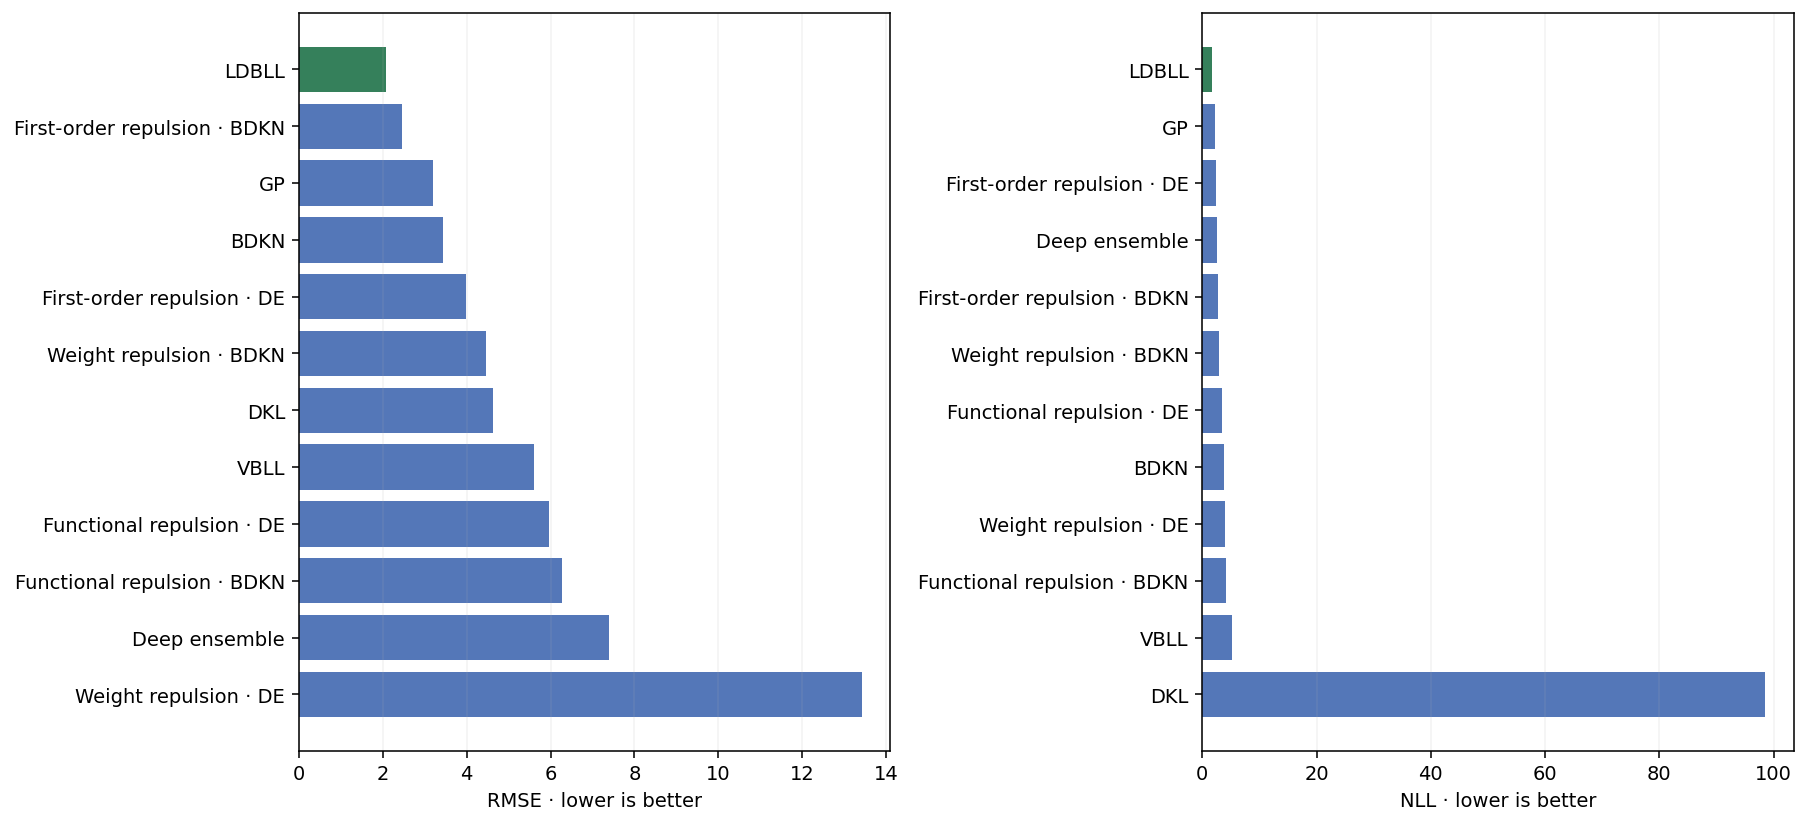 LDBLL
First-order repulsion · BDKN
GP
BDKN
First-order repulsion · DE
Weight repulsion · BDKN
DKL
VBLL
Functional repulsion · DE
Functional repulsion · BDKN
Deep ensemble
Weight repulsion · DE
0 2 4 6 8 10 12 14
RMSE · lower is better
LDBLL
GP
First-order repulsion · DE
Deep ensemble
First-order repulsion · BDKN
Weight repulsion · BDKN
Functional repulsion · DE
BDKN
Weight repulsion · DE
Functional repulsion · BDKN
VBLL
DKL
0 20 40 60 80 100
NLL · lower is better